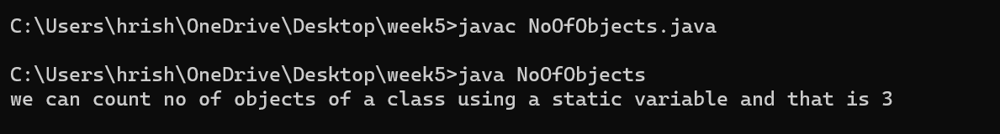 C:\Users\hrish\OneDrive\Desktop\week5>javac NoOfObjects.java
C:\Users\hrish\OneDrive\Desktop\week5>java NoOfObjects
we can count no of objects of a class using a static variable and that is 3